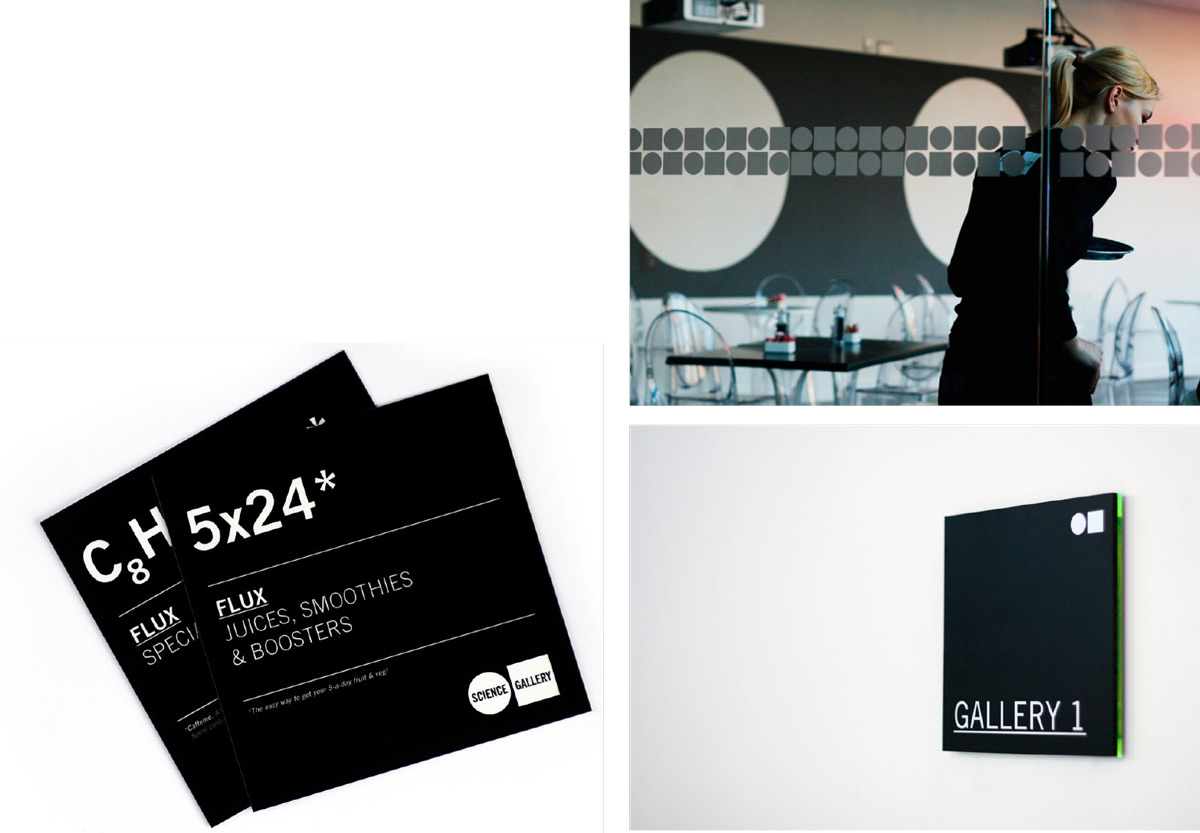 C₈H
FLUX
SPECI
*Caffeine, A
5x24*
FLUX
JUICES, SMOOTHIES
& BOOSTERS
*The easy way to get your 5-a-day fruit & veg!
SCIENCE GALLERY
GALLERY 1